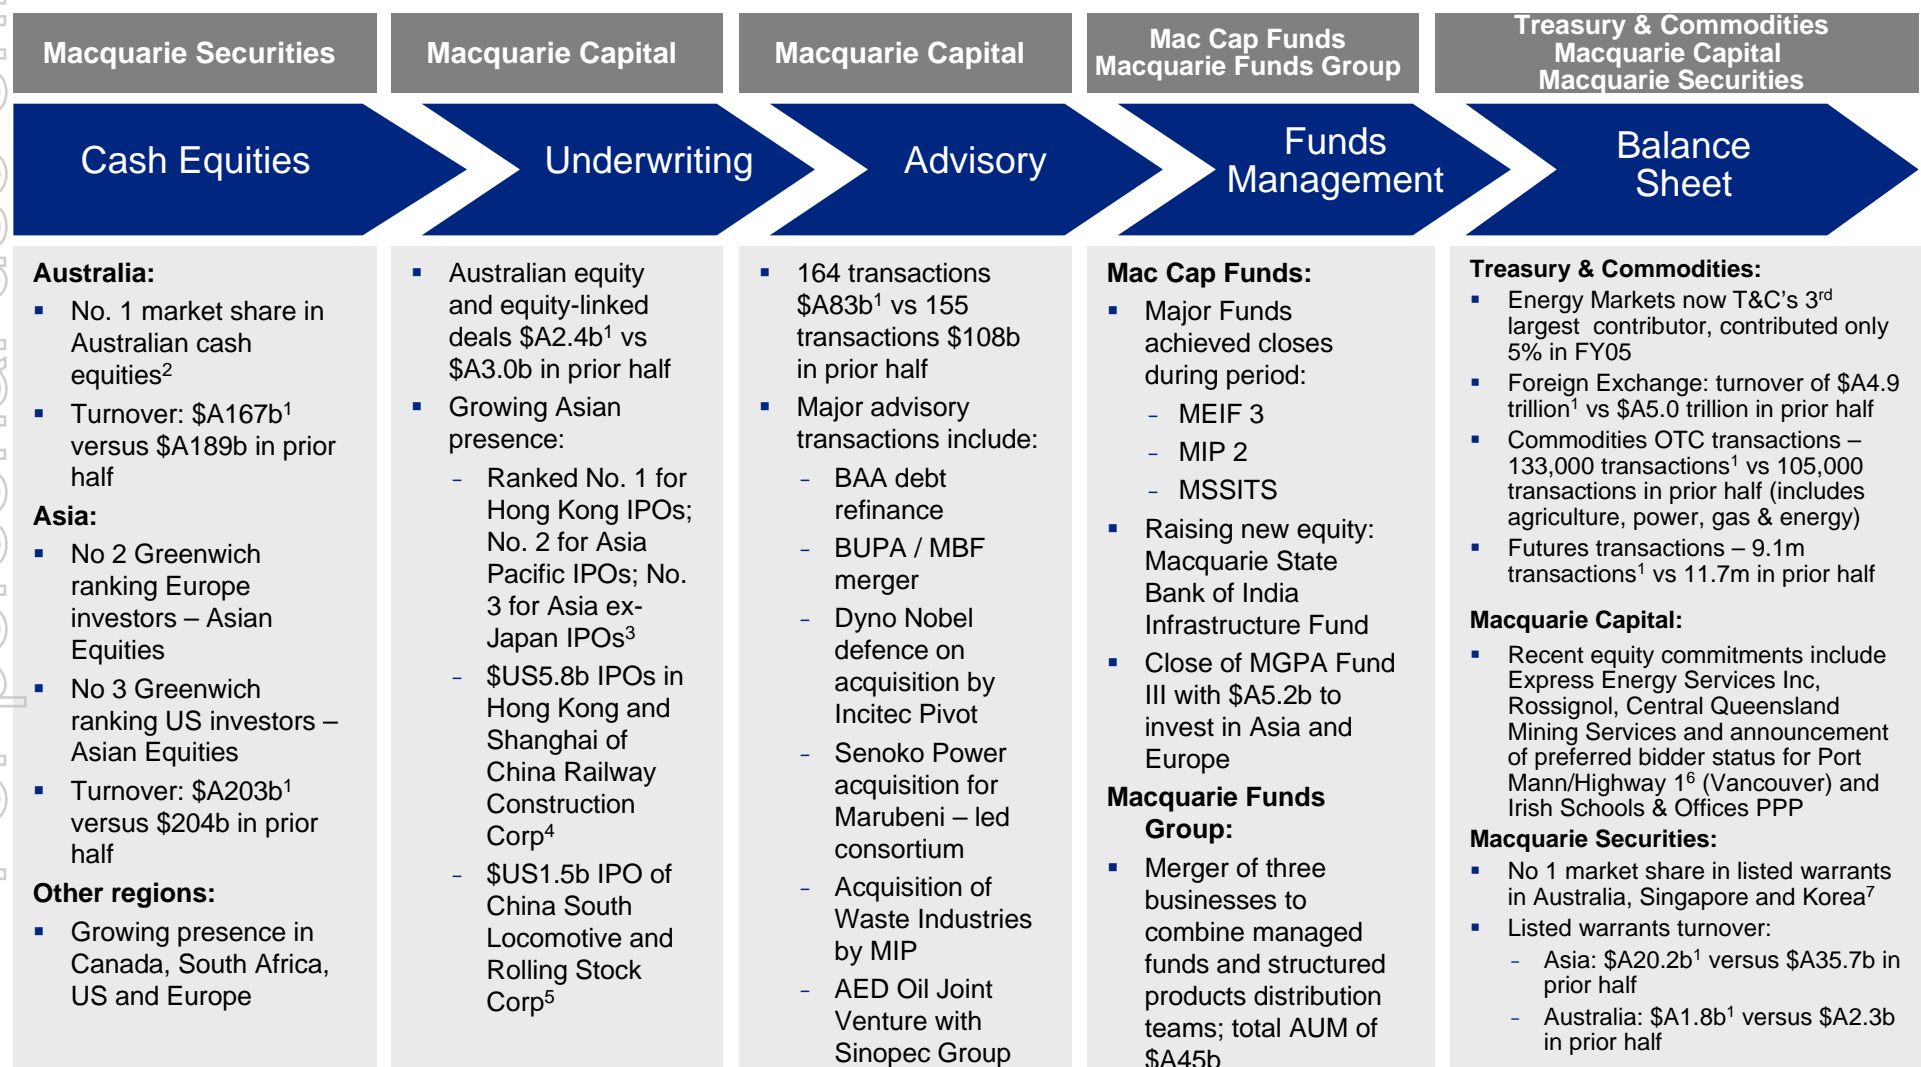 Macquarie Securities
Macquarie Capital
Macquarie Capital
Mac Cap Funds
Macquarie Funds Group
Treasury & Commodities
Macquarie Capital
Macquarie Securities
Cash Equities
Underwriting
Advisory
Funds
Management
Balance
Sheet
Australia:
▪ No. 1 market share in
Australian cash
equities²
▪ Turnover: $A167b¹
versus $A189b in prior
half
Asia:
▪ No 2 Greenwich
ranking Europe
investors – Asian
Equities
▪ No 3 Greenwich
ranking US investors –
Asian Equities
▪ Turnover: $A203b¹
versus $204b in prior
half
Other regions:
▪ Growing presence in
Canada, South Africa,
US and Europe
▪ Australian equity
and equity-linked
deals $A2.4b¹ vs
$A3.0b in prior half
▪ Growing Asian
presence:
– Ranked No. 1 for
Hong Kong IPOs;
No. 2 for Asia
Pacific IPOs; No.
3 for Asia ex-
Japan IPOs³
– $US5.8b IPOs in
Hong Kong and
Shanghai of
China Railway
Construction
Corp⁴
– $US1.5b IPO of
China South
Locomotive and
Rolling Stock
Corp⁵
▪ 164 transactions
$A83b¹ vs 155
transactions $108b
in prior half
▪ Major advisory
transactions include:
– BAA debt
refinance
– BUPA / MBF
merger
– Dyno Nobel
defence on
acquisition by
Incitec Pivot
– Senoko Power
acquisition for
Marubeni – led
consortium
– Acquisition of
Waste Industries
by MIP
– AED Oil Joint
Venture with
Sinopec Group
Mac Cap Funds:
▪ Major Funds
achieved closes
during period:
– MEIF 3
– MIP 2
– MSSITS
▪ Raising new equity:
Macquarie State
Bank of India
Infrastructure Fund
▪ Close of MGPA Fund
III with $A5.2b to
invest in Asia and
Europe
Macquarie Funds
Group:
▪ Merger of three
businesses to
combine managed
funds and structured
products distribution
teams; total AUM of
$A45b
Treasury & Commodities:
▪ Energy Markets now T&C’s 3rd
largest contributor, contributed only
5% in FY05
▪ Foreign Exchange: turnover of $A4.9
trillion¹ vs $A5.0 trillion in prior half
▪ Commodities OTC transactions –
133,000 transactions¹ vs 105,000
transactions in prior half (includes
agriculture, power, gas & energy)
▪ Futures transactions – 9.1m
transactions¹ vs 11.7m in prior half
Macquarie Capital:
▪ Recent equity commitments include
Express Energy Services Inc,
Rossignol, Central Queensland
Mining Services and announcement
of preferred bidder status for Port
Mann/Highway 1⁶ (Vancouver) and
Irish Schools & Offices PPP
Macquarie Securities:
▪ No 1 market share in listed warrants
in Australia, Singapore and Korea⁷
▪ Listed warrants turnover:
– Asia: $A20.2b¹ versus $A35.7b in
prior half
– Australia: $A1.8b¹ versus $A2.3b
in prior half